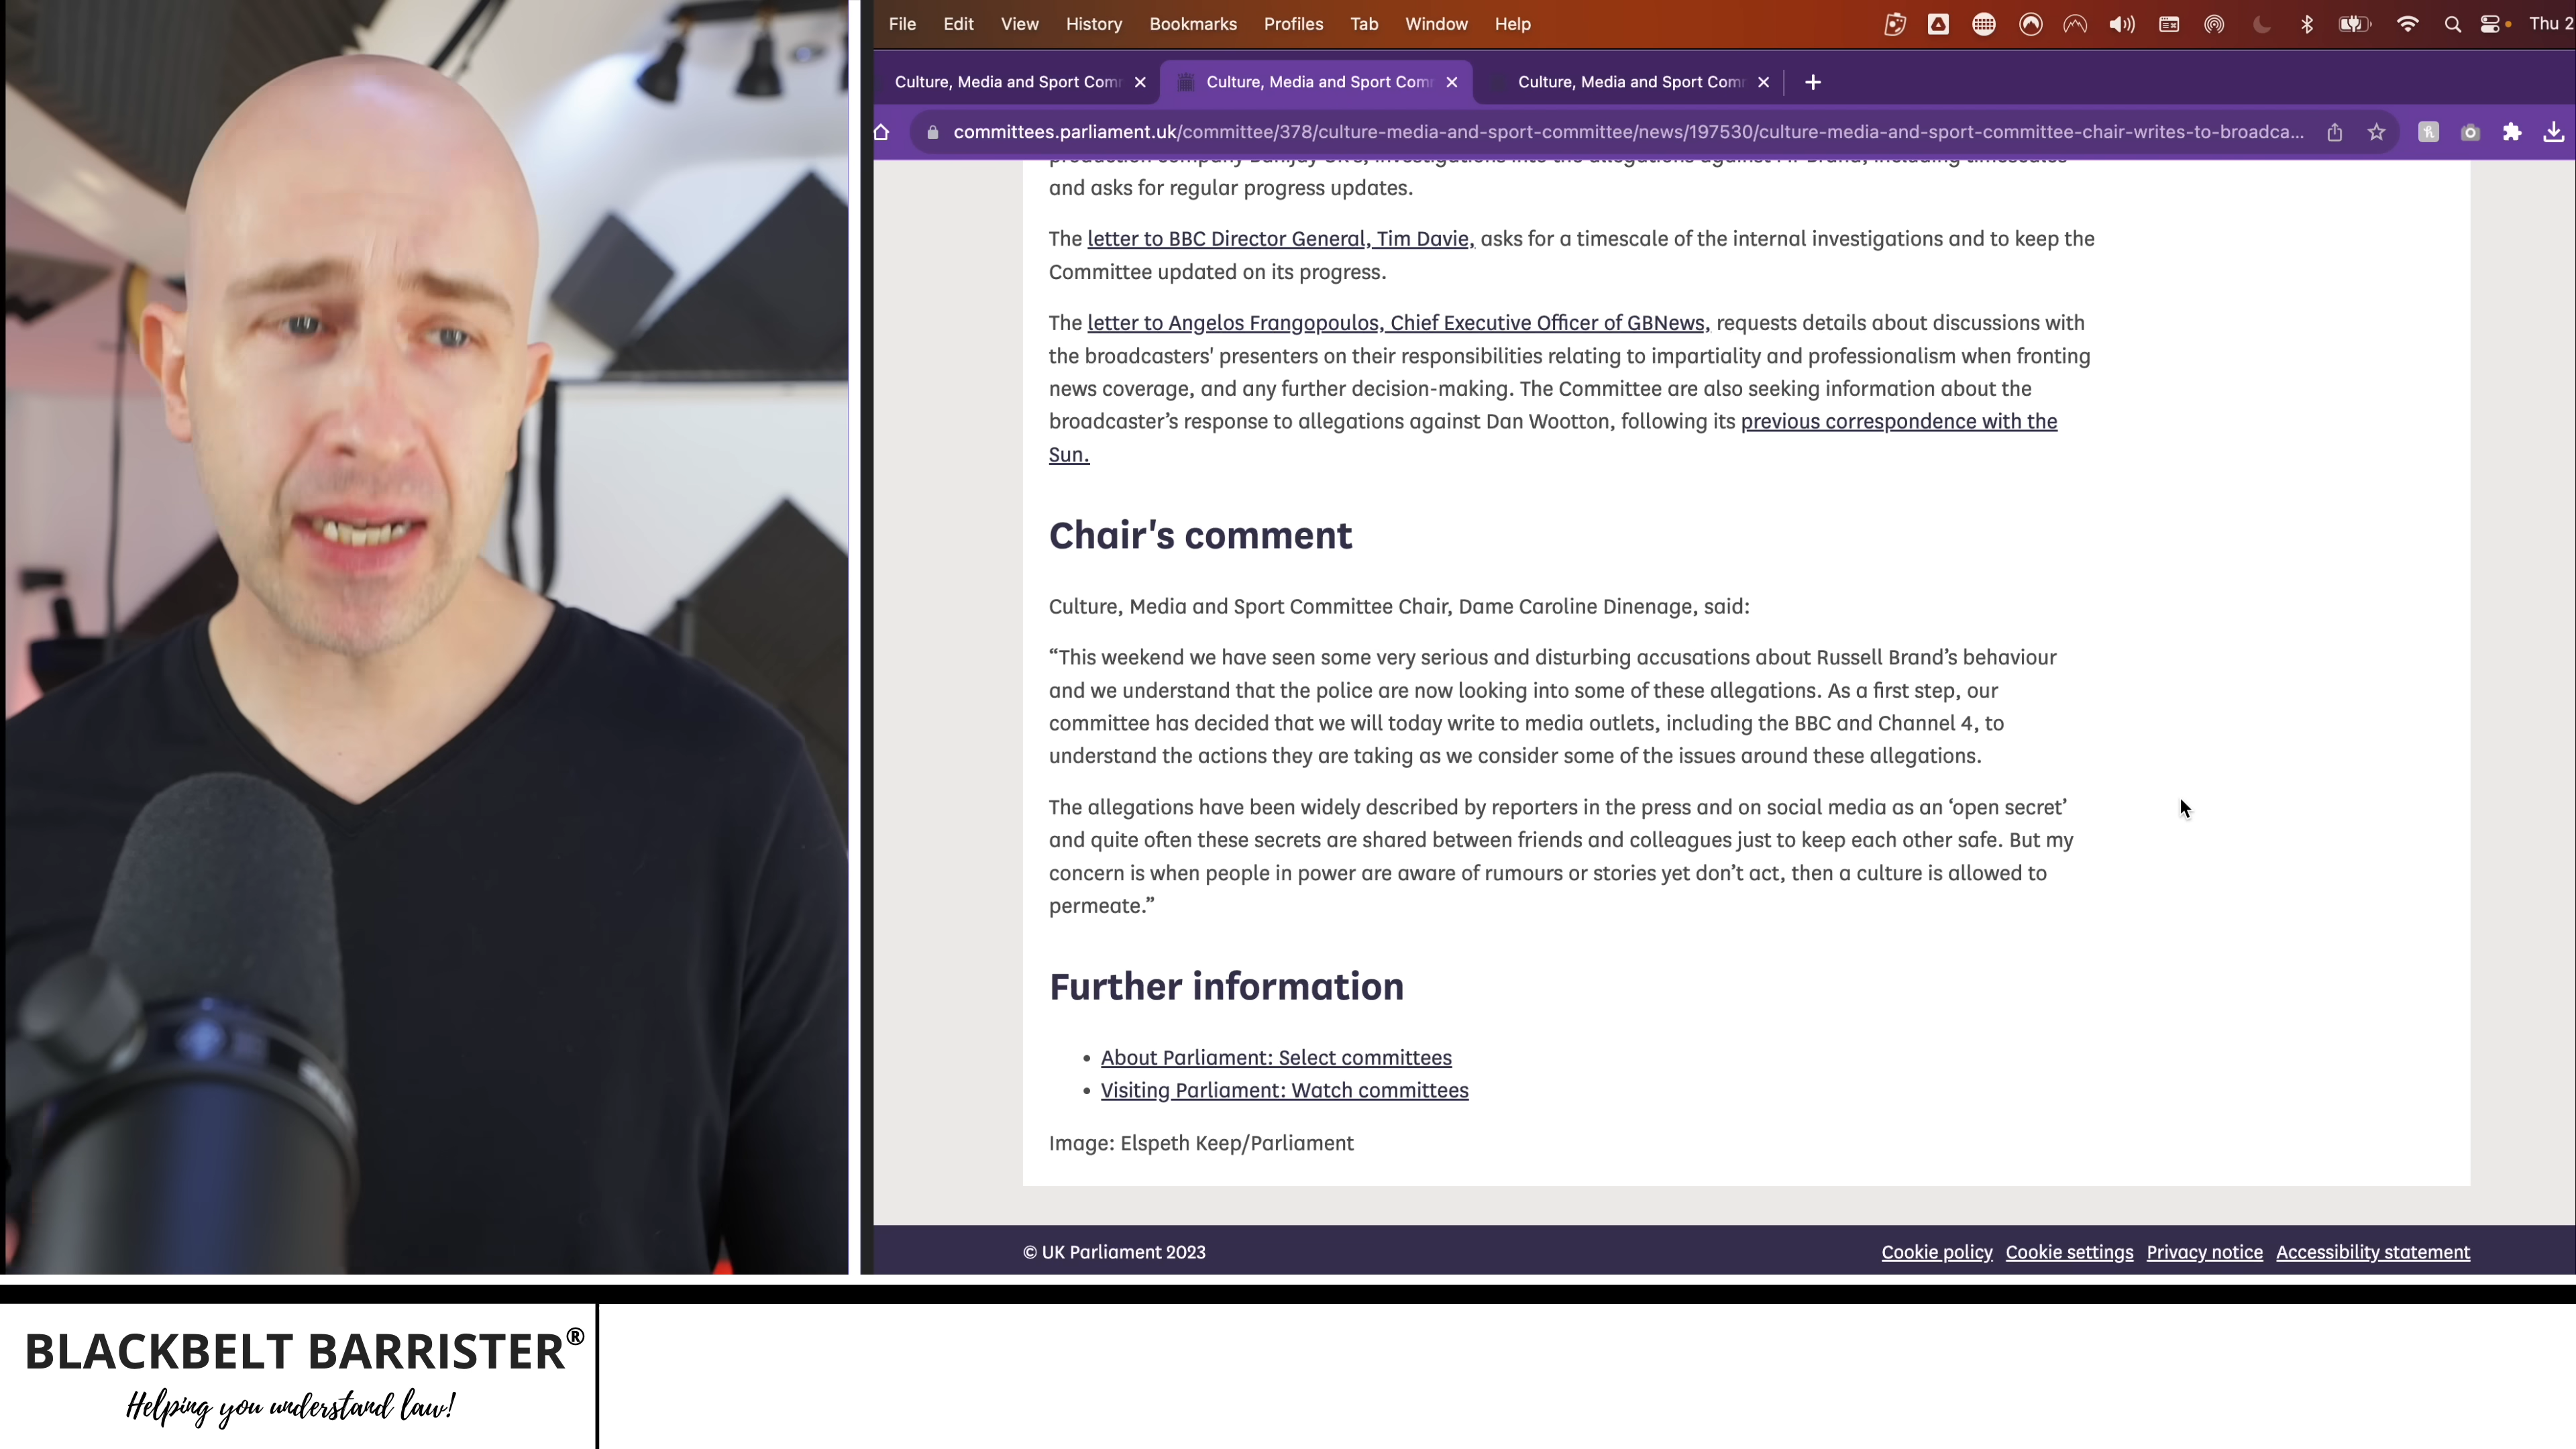 File Edit View History Bookmarks Profiles Tab Window Help Thu 2
Culture, Media and Sport Com Culture, Media and Sport Com Culture, Media and Sport Com
committees.parliament.uk/committee/378/culture-media-and-sport-committee/news/197530/culture-media-and-sport-committee-chair-writes-to-broadca...
and asks for regular progress updates.
The letter to BBC Director General, Tim Davie, asks for a timescale of the internal investigations and to keep the
Committee updated on its progress.
The letter to Angelos Frangopoulos, Chief Executive Officer of GBNews, requests details about discussions with
the broadcasters' presenters on their responsibilities relating to impartiality and professionalism when fronting
news coverage, and any further decision-making. The Committee are also seeking information about the
broadcaster’s response to allegations against Dan Wootton, following its previous correspondence with the
Sun.
Chair's comment
Culture, Media and Sport Committee Chair, Dame Caroline Dinenage, said:
“This weekend we have seen some very serious and disturbing accusations about Russell Brand’s behaviour
and we understand that the police are now looking into some of these allegations. As a first step, our
committee has decided that we will today write to media outlets, including the BBC and Channel 4, to
understand the actions they are taking as we consider some of the issues around these allegations.
The allegations have been widely described by reporters in the press and on social media as an ‘open secret’
and quite often these secrets are shared between friends and colleagues just to keep each other safe. But my
concern is when people in power are aware of rumours or stories yet don’t act, then a culture is allowed to
permeate.”
Further information
• About Parliament: Select committees
• Visiting Parliament: Watch committees
Image: Elspeth Keep/Parliament
© UK Parliament 2023 Cookie policy Cookie settings Privacy notice Accessibility statement
BLACKBELT BARRISTER®
Helping you understand law!